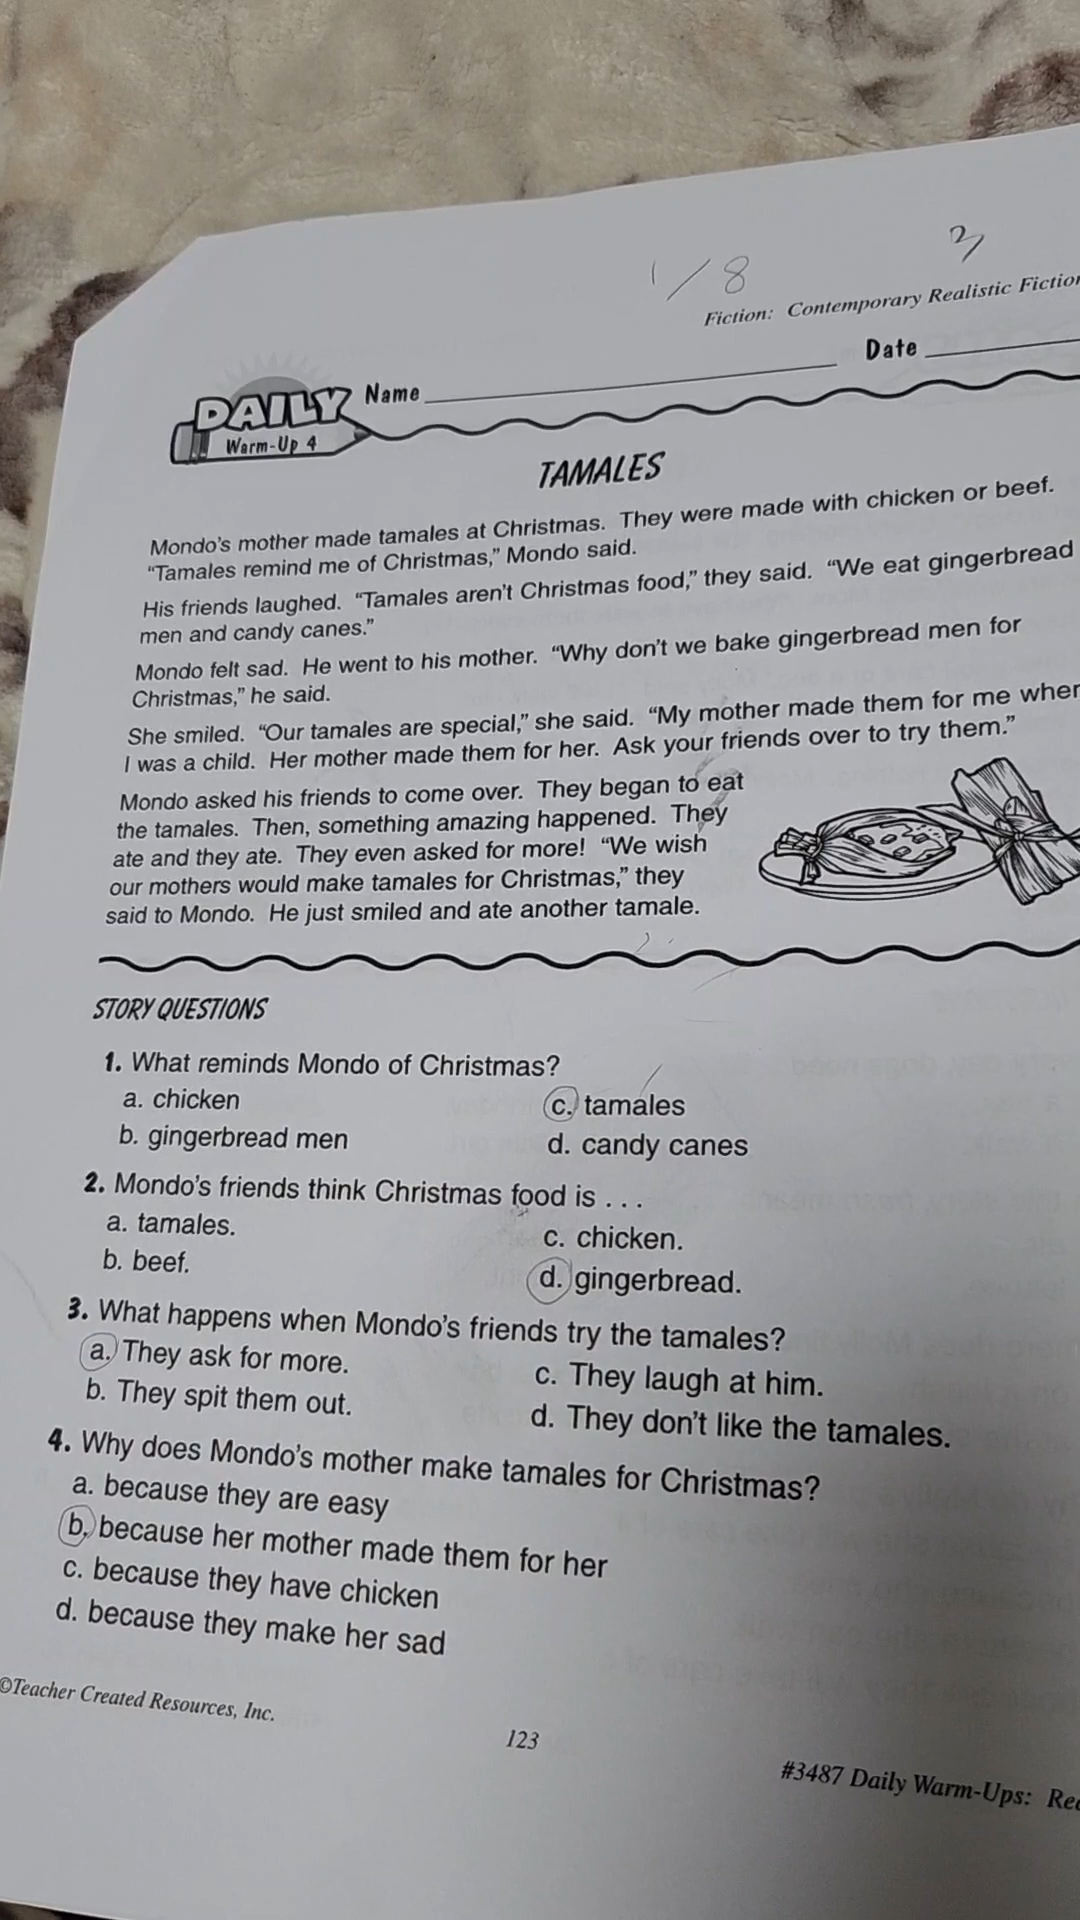 1/8
Fiction: Contemporary Realistic Fiction
Name
Date
DAILY
Warm-Up 4
TAMALES
Mondo's mother made tamales at Christmas. They were made with chicken or beef.
"Tamales remind me of Christmas," Mondo said.
His friends laughed. "Tamales aren't Christmas food," they said. "We eat gingerbread
men and candy canes."
Mondo felt sad. He went to his mother. "Why don't we bake gingerbread men for
Christmas," he said.
She smiled. "Our tamales are special," she said. "My mother made them for me when
I was a child. Her mother made them for her. Ask your friends over to try them."
Mondo asked his friends to come over. They began to eat
the tamales. Then, something amazing happened. They
ate and they ate. They even asked for more! "We wish
our mothers would make tamales for Christmas," they
said to Mondo. He just smiled and ate another tamale.
STORY QUESTIONS
1. What reminds Mondo of Christmas?
a. chicken
b. gingerbread men
c. tamales
d. candy canes
2. Mondo's friends think Christmas food is . . .
a. tamales.
b. beef.
c. chicken.
d. gingerbread.
3. What happens when Mondo's friends try the tamales?
a. They ask for more.
b. They spit them out.
c. They laugh at him.
d. They don't like the tamales.
4. Why does Mondo's mother make tamales for Christmas?
a. because they are easy
b. because her mother made them for her
c. because they have chicken
d. because they make her sad
©Teacher Created Resources, Inc.
123
#3487 Daily Warm-Ups: